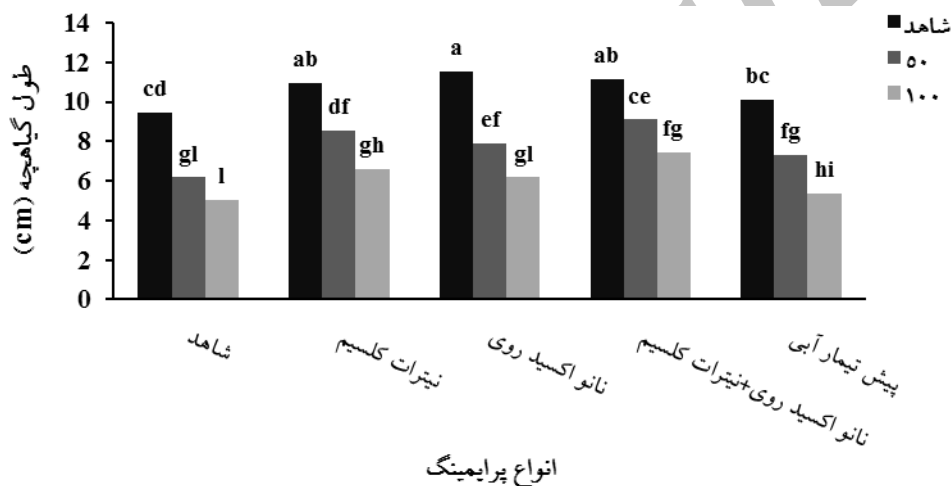 طول گیاهچه (cm)
14
12
10
8
6
4
2
0
cd
gl
l
ab
df
gh
a
ef
gl
ab
ce
fg
bc
fg
hi
شاهد
۵۰
۱۰۰
شاهد
نیترات کلسیم
نانو اکسید روی
نانو اکسید روی+نیترات کلسیم
پیش تیمار آبی
انواع پرایمینگ